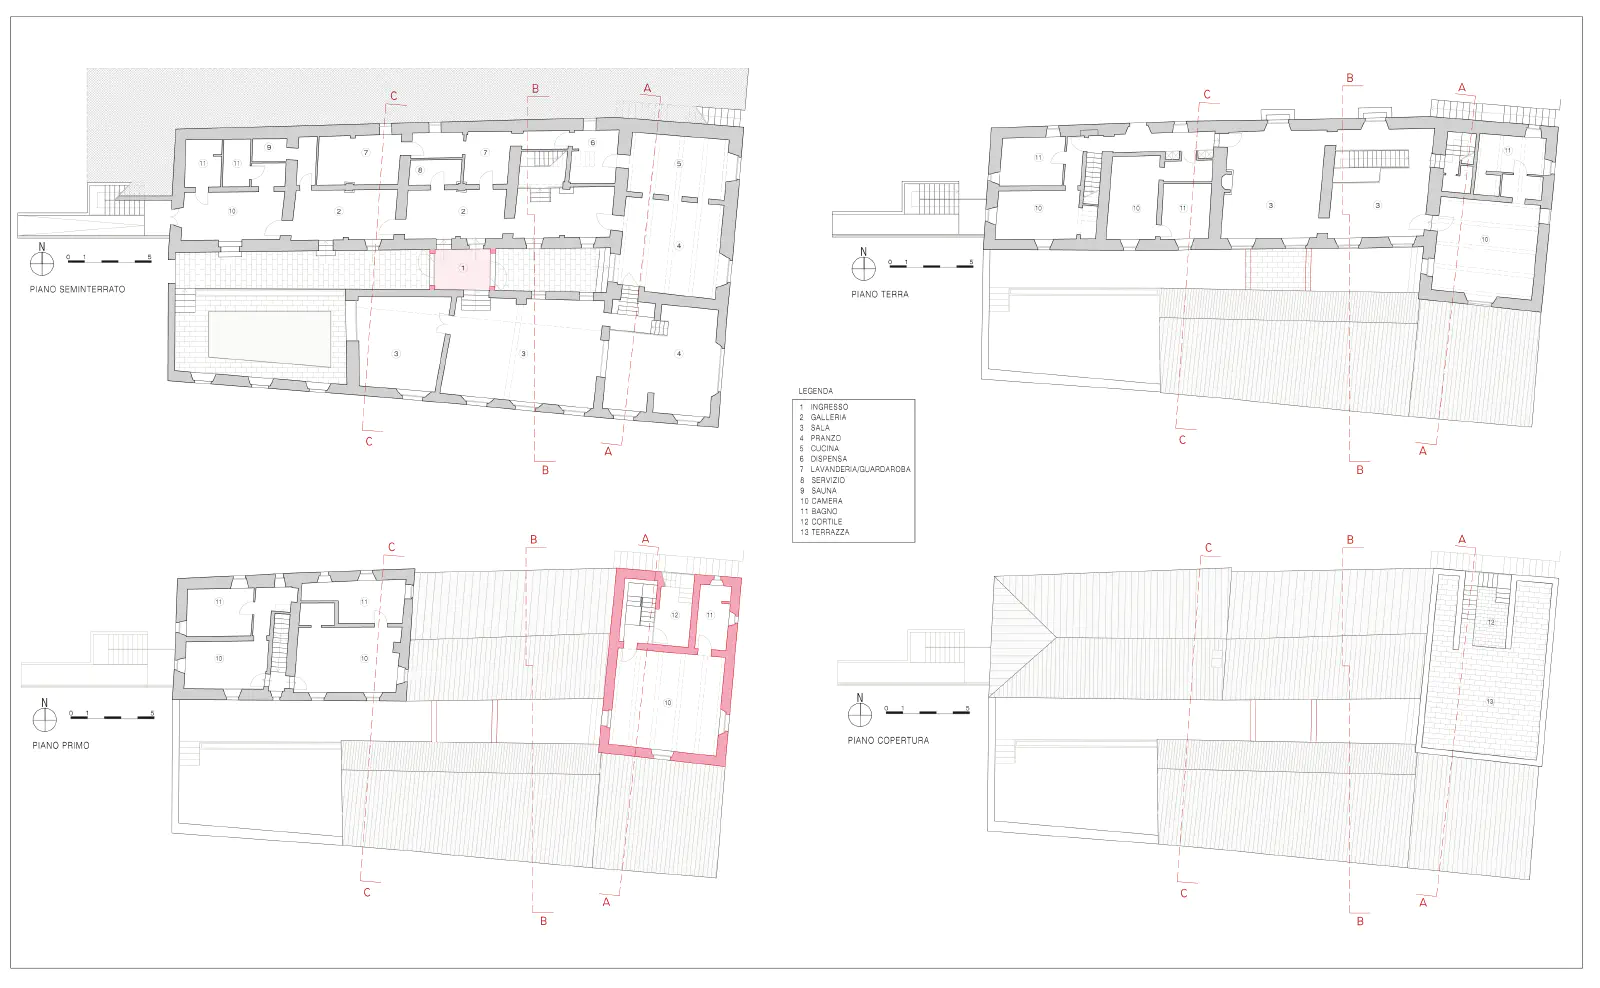 C
B
A
9
11
11
7
7
6
8
5
10
2
2
4
1
3
3
4
N
0 1 5
PIANO SEMINTERRATO
C
B
A
C
B
A
11
11
10
10
11
3
3
10
N
0 1 5
PIANO TERRA
C
B
A
LEGENDA
1 INGRESSO
2 GALLERIA
3 SALA
4 PRANZO
5 CUCINA
6 DISPENSA
7 LAVANDERIA/GUARDAROBA
8 SERVIZIO
9 SAUNA
10 CAMERA
11 BAGNO
12 CORTILE
13 TERRAZZA
C
B
A
11
11
12
11
10
10
10
N
0 1 5
PIANO PRIMO
C
B
A
C
B
A
12
13
N
0 1 5
PIANO COPERTURA
C
B
A